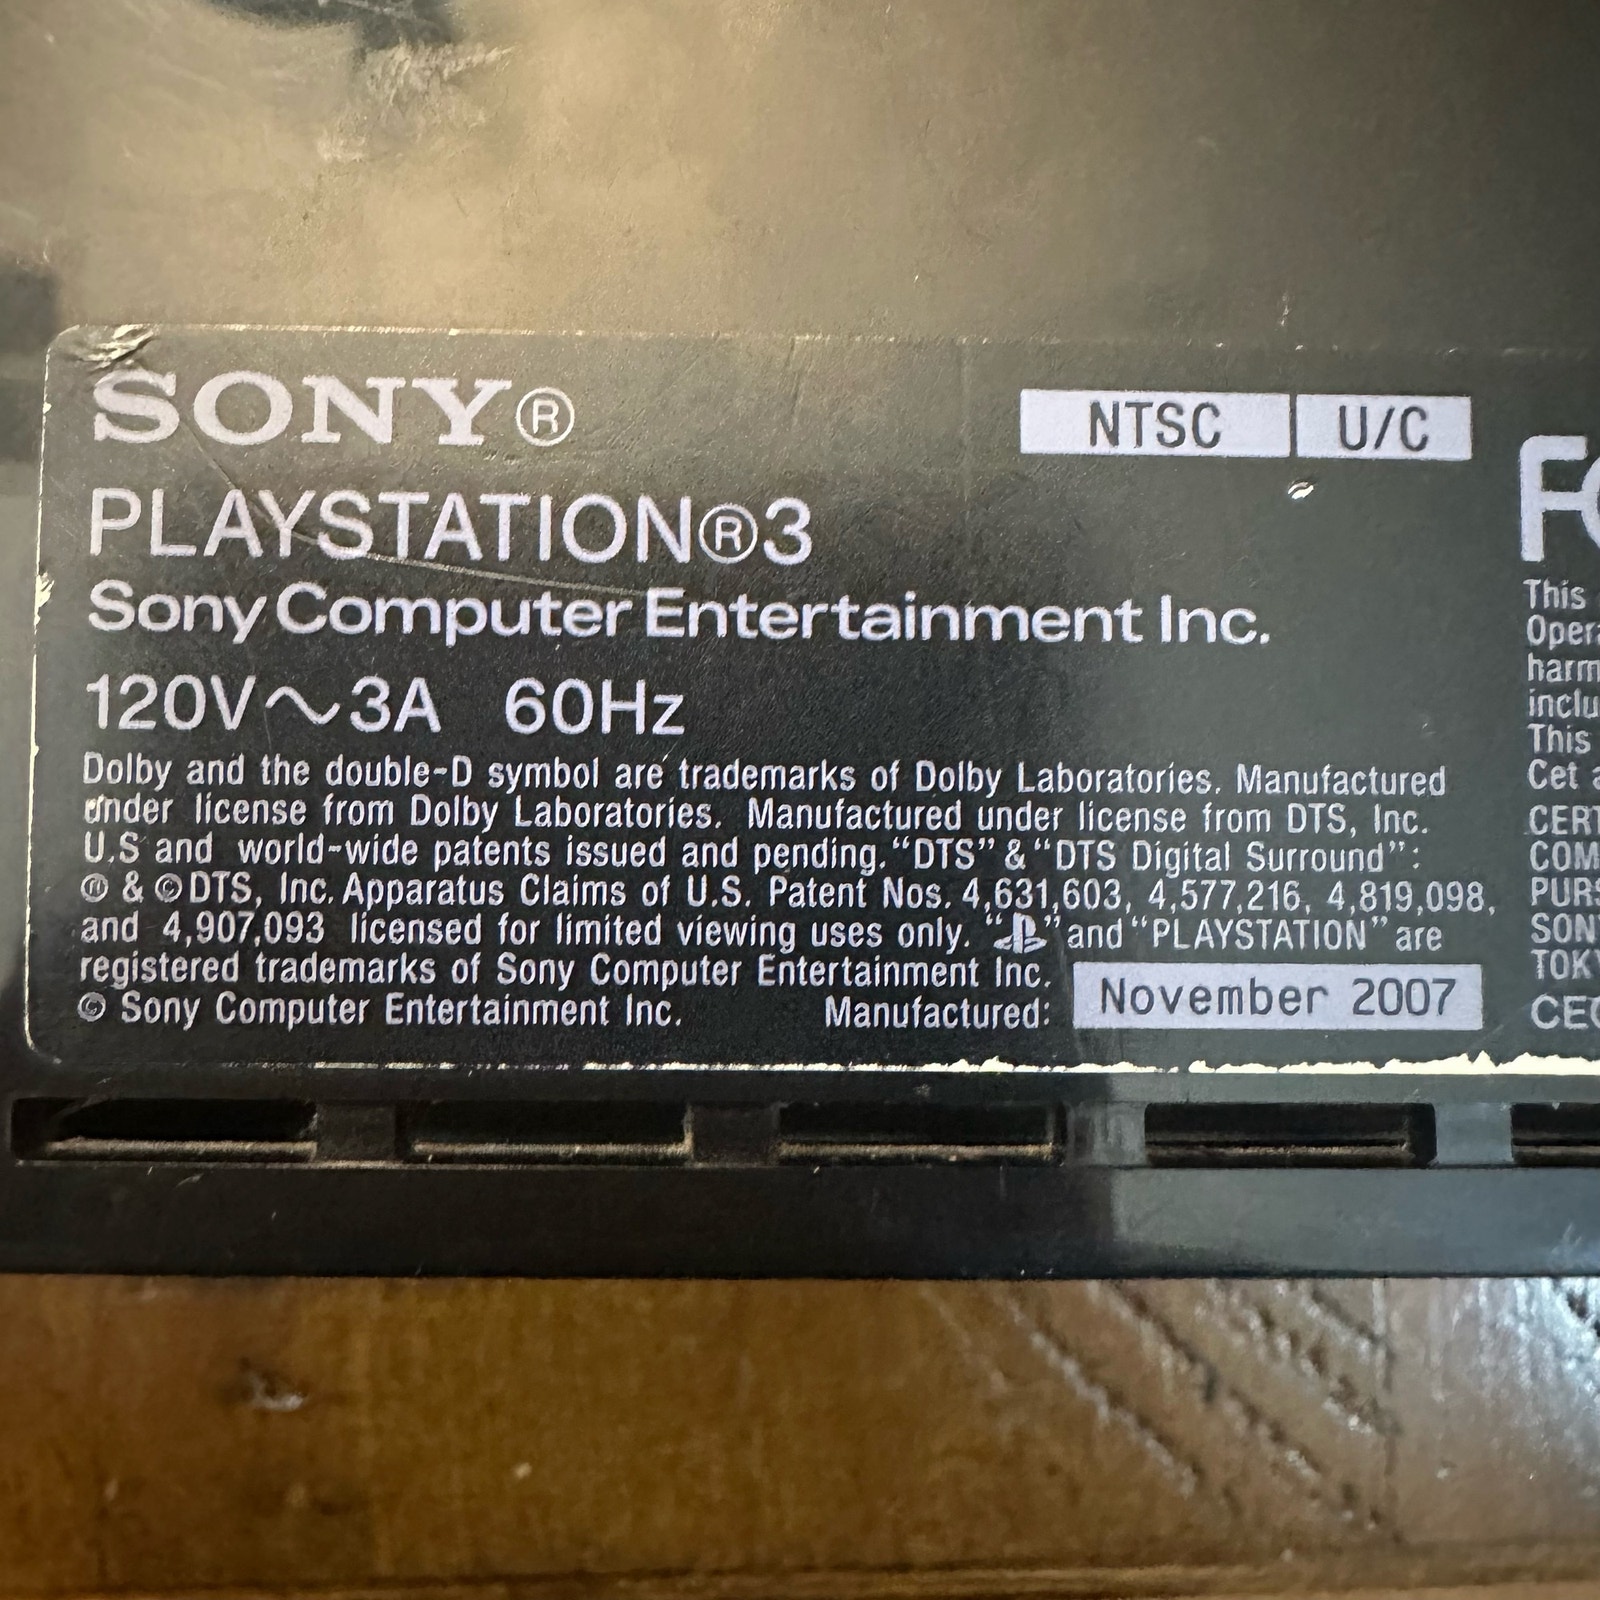 SONY®
NTSC U/C
PLAYSTATION®3
Sony Computer Entertainment Inc.
120V~3A 60Hz
Dolby and the double-D symbol are trademarks of Dolby Laboratories. Manufactured
under license from Dolby Laboratories. Manufactured under license from DTS, Inc.
U.S and world-wide patents issued and pending. “DTS” & “DTS Digital Surround”:
® & © DTS, Inc. Apparatus Claims of U.S. Patent Nos. 4,631,603, 4,577,216, 4,819,098,
and 4,907,093 licensed for limited viewing uses only. “ ” and “PLAYSTATION” are
registered trademarks of Sony Computer Entertainment Inc.
© Sony Computer Entertainment Inc. Manufactured: November 2007
This
This